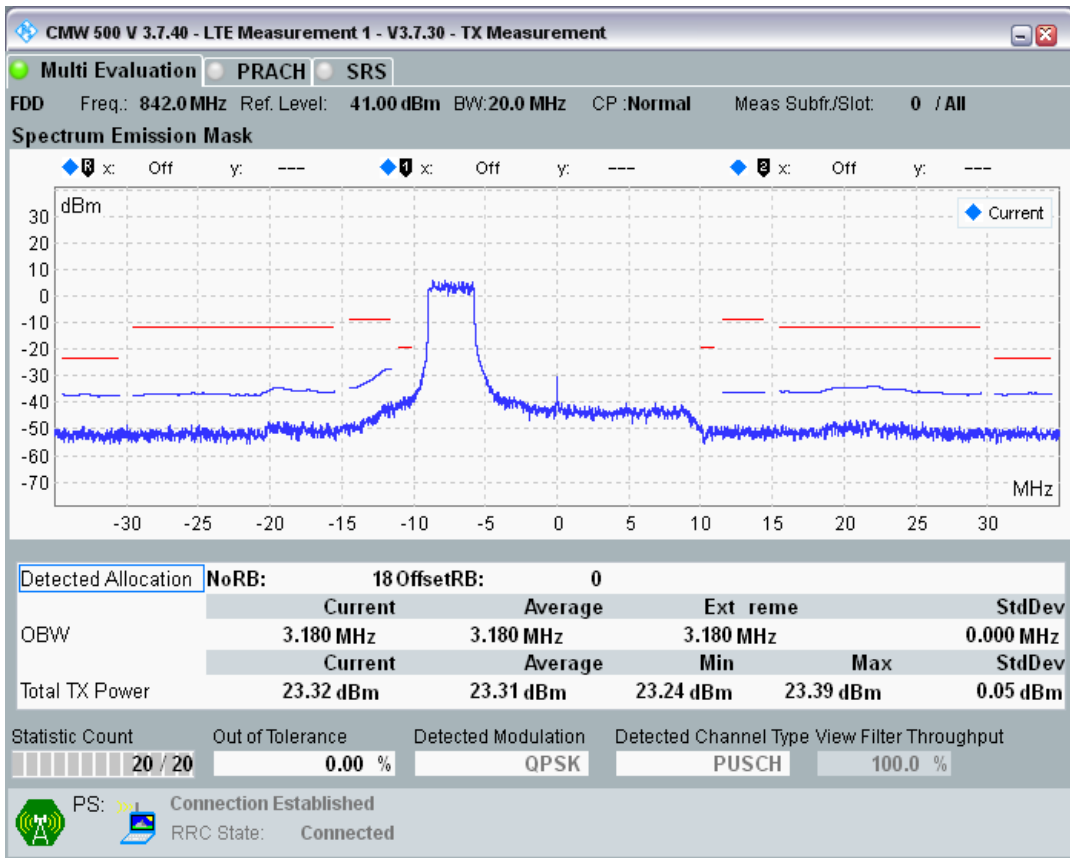 CMW 500 V 3.7.40 - LTE Measurement 1 - V3.7.30 - TX Measurement
Multi Evaluation PRACH SRS
FDD Freq.: 842.0 MHz Ref. Level: 41.00 dBm BW:20.0 MHz CP :Normal Meas Subfr./Slot: 0 / All
Spectrum Emission Mask
R x: Off y: --- 1 x: Off y: --- 2 x: Off y: ---
dBm
Current
30
20
10
0
-10
-20
-30
-40
-50
-60
-70
MHz
-30 -25 -20 -15 -10 -5 0 5 10 15 20 25 30
Detected Allocation NoRB: 18 OffsetRB: 0
Current Average Ext reme StdDev
OBW 3.180 MHz 3.180 MHz 3.180 MHz 0.000 MHz
Current Average Min Max StdDev
Total TX Power 23.32 dBm 23.31 dBm 23.24 dBm 23.39 dBm 0.05 dBm
Statistic Count Out of Tolerance Detected Modulation Detected Channel Type View Filter Throughput
20 / 20 0.00 % QPSK PUSCH 100.0 %
PS: Connection Established
RRC State: Connected